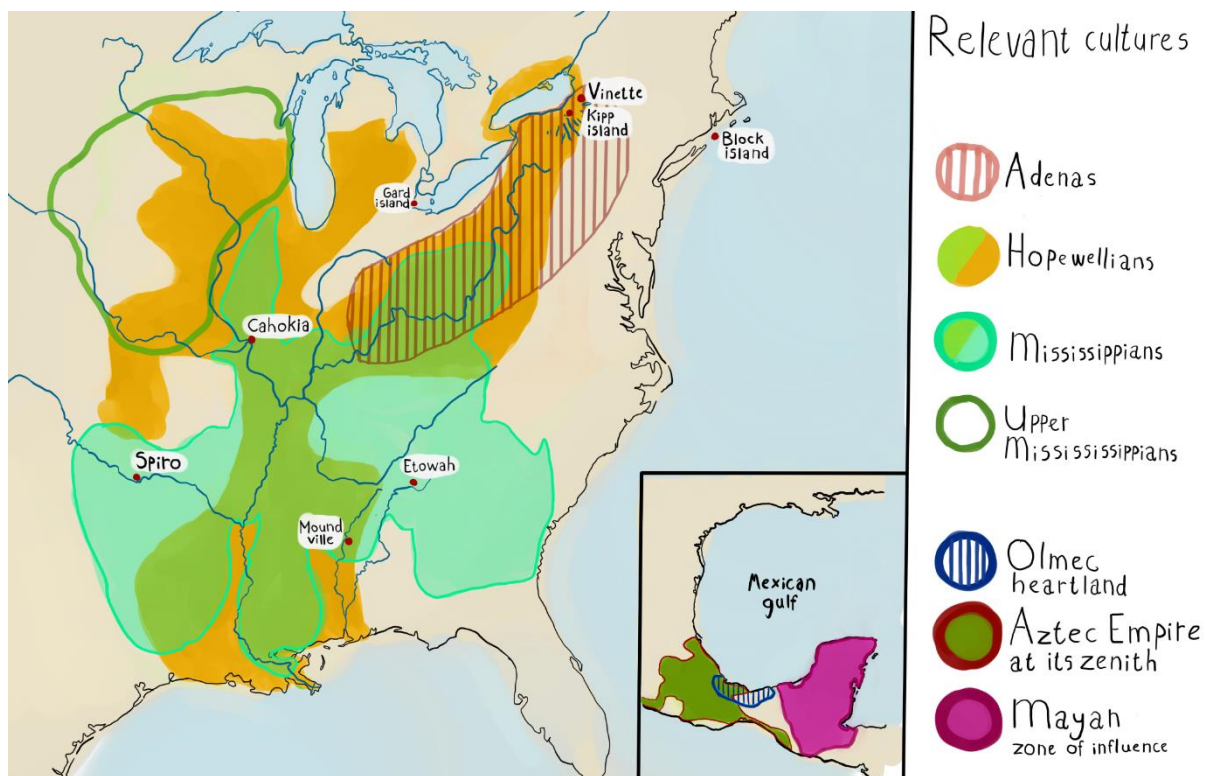 Relevant cultures
Adenas
Hopewellians
Mississippians
Upper
Missisissippians
Olmec
heartland
Aztec Empire
at its zenith
Mayan
zone of influence
Vinette
Kipp
island
Block
island
Gard
island
Cahokia
Spiro
Etowah
Mound
ville
Mexican
gulf